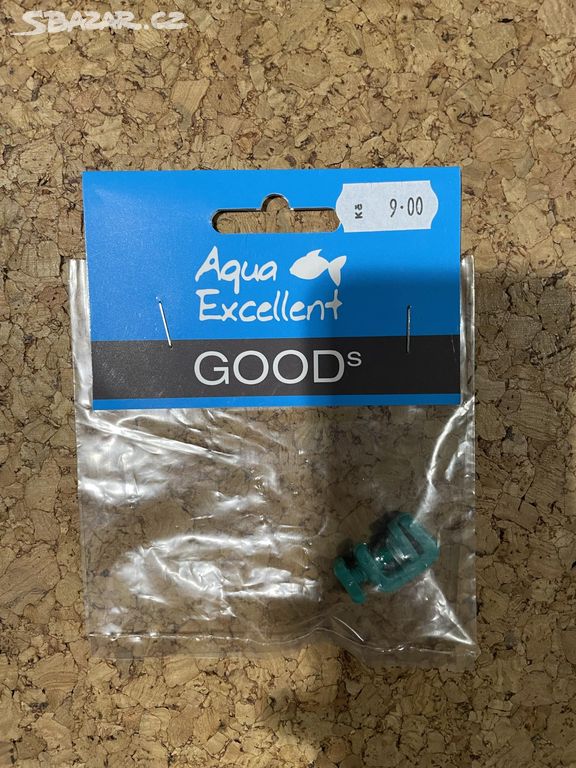 SBAZAR.CZ
Kč 9.00
Aqua
Excellent
GOODs